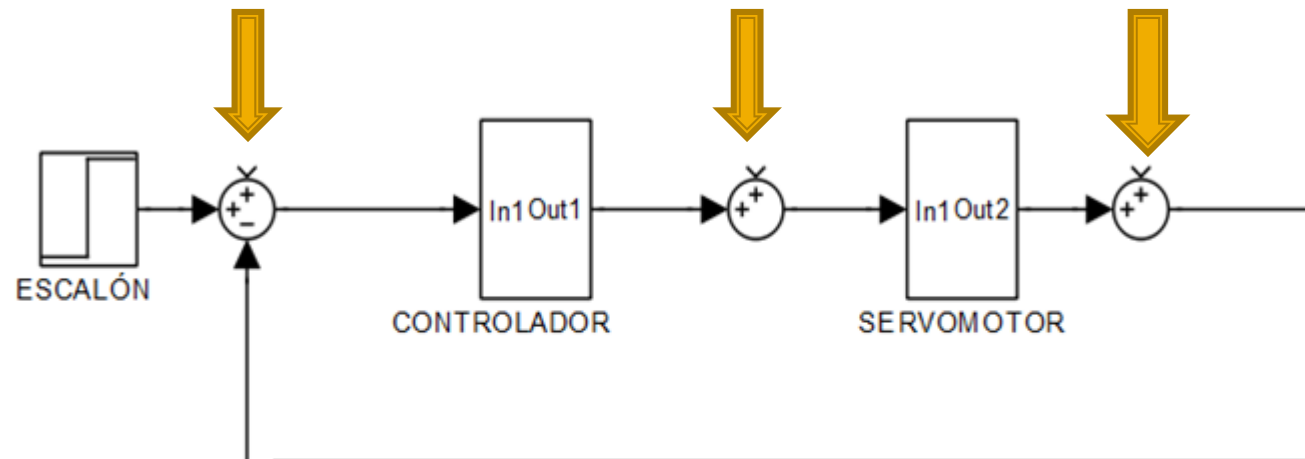 In1 Out1
In1 Out2
ESCALÓN
CONTROLADOR
SERVOMOTOR